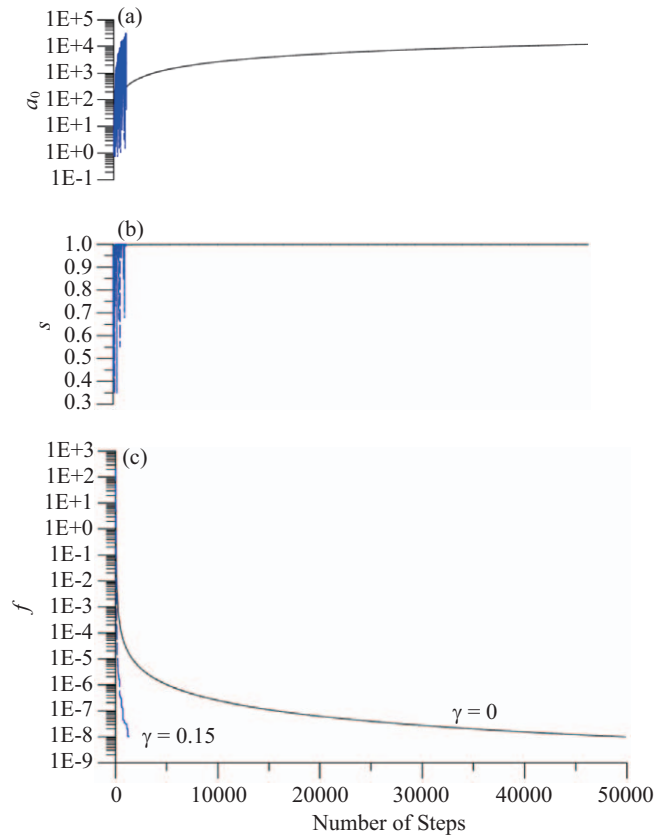 (a)
1E+5
1E+4
1E+3
1E+2
1E+1
1E+0
1E-1
a0
(b)
1.0
0.9
0.8
0.7
0.6
0.5
0.4
0.3
s
(c)
1E+3
1E+2
1E+1
1E+0
1E-1
1E-2
1E-3
1E-4
1E-5
1E-6
1E-7
1E-8
1E-9
f
γ = 0
γ = 0.15
0 10000 20000 30000 40000 50000
Number of Steps